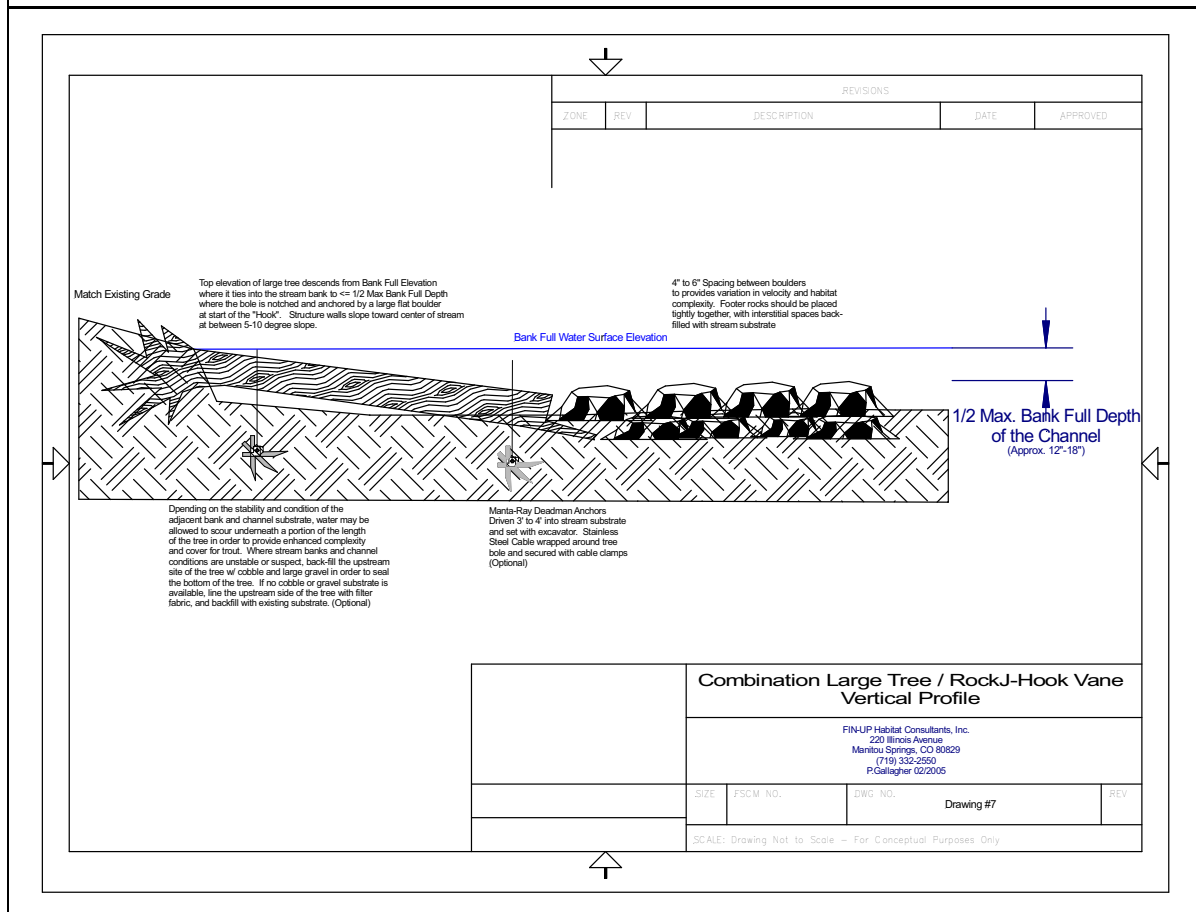 REVISIONS
ZONE REV DESCRIPTION DATE APPROVED
Match Existing Grade
Top elevation of large tree descends from Bank Full Elevation
where it ties into the stream bank to <= 1/2 Max Bank Full Depth
where the bole is notched and anchored by a large flat boulder
at start of the "Hook". Structure walls slope toward center of stream
at between 5-10 degree slope.
4" to 6" Spacing between boulders
to provides variation in velocity and habitat
complexity. Footer rocks should be placed
tightly together, with interstitial spaces back-
filled with stream substrate
Bank Full Water Surface Elevation
1/2 Max. Bank Full Depth
of the Channel
(Approx. 12"-18")
Dpending on the stability and condition of the
adjacent bank and channel substrate, water may be
allowed to scour underneath a portion of the length
of the tree in order to provide enhanced complexity
and cover for trout. Where stream banks and channel
conditions are unstable or suspect, back-fill the upstream
site of the tree w/ cobble and large gravel in order to seal
the bottom of the tree. If no cobble or gravel substrate is
available, line the upstream side of the tree with filter
fabric, and backfill with existing substrate. (Optional)
Manta-Ray Deadman Anchors
Driven 3' to 4' into stream substrate
and set with excavator. Stainless
Steel Cable wrapped around tree
bole and secured with cable clamps
(Optional)
Combination Large Tree / RockJ-Hook Vane
Vertical Profile
FIN-UP Habitat Consultants, Inc.
220 Illinois Avenue
Manitou Springs, CO 80829
(719) 332-2550
P.Gallagher 02/2005
SIZE FSCM NO. DWG NO. REV
Drawing #7
SCALE: Drawing Not to Scale - For Conceptual Purposes Only